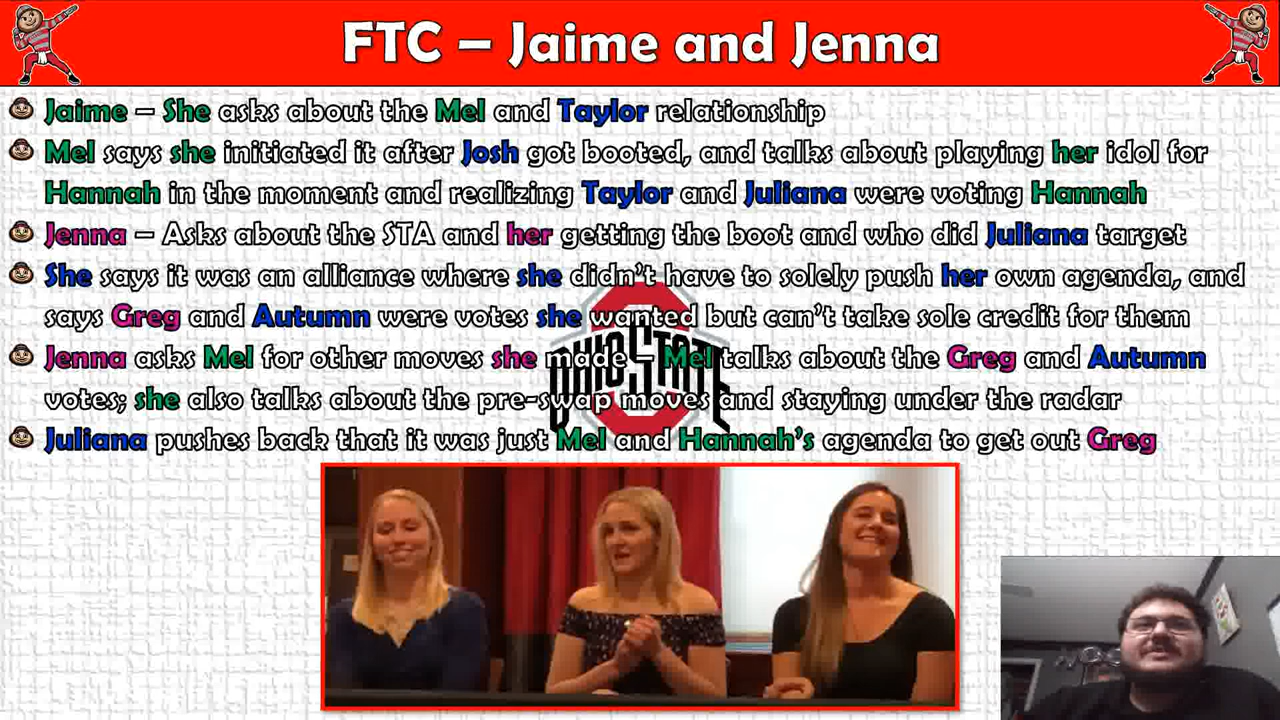 FTC – Jaime and Jenna
Jaime – She asks about the Mel and Taylor relationship
Mel says she initiated it after Josh got booted, and talks about playing her idol for
Hannah in the moment and realizing Taylor and Juliana were voting Hannah
Jenna – Asks about the STA and her getting the boot and who did Juliana target
She says it was an alliance where she didn't have to solely push her own agenda, and
says Greg and Autumn were votes she wanted but can't take sole credit for them
Jenna asks Mel for other moves she made – Mel talks about the Greg and Autumn
votes; she also talks about the pre-swap moves and staying under the radar
Juliana pushes back that it was just Mel and Hannah's agenda to get out Greg
OHIO STATE